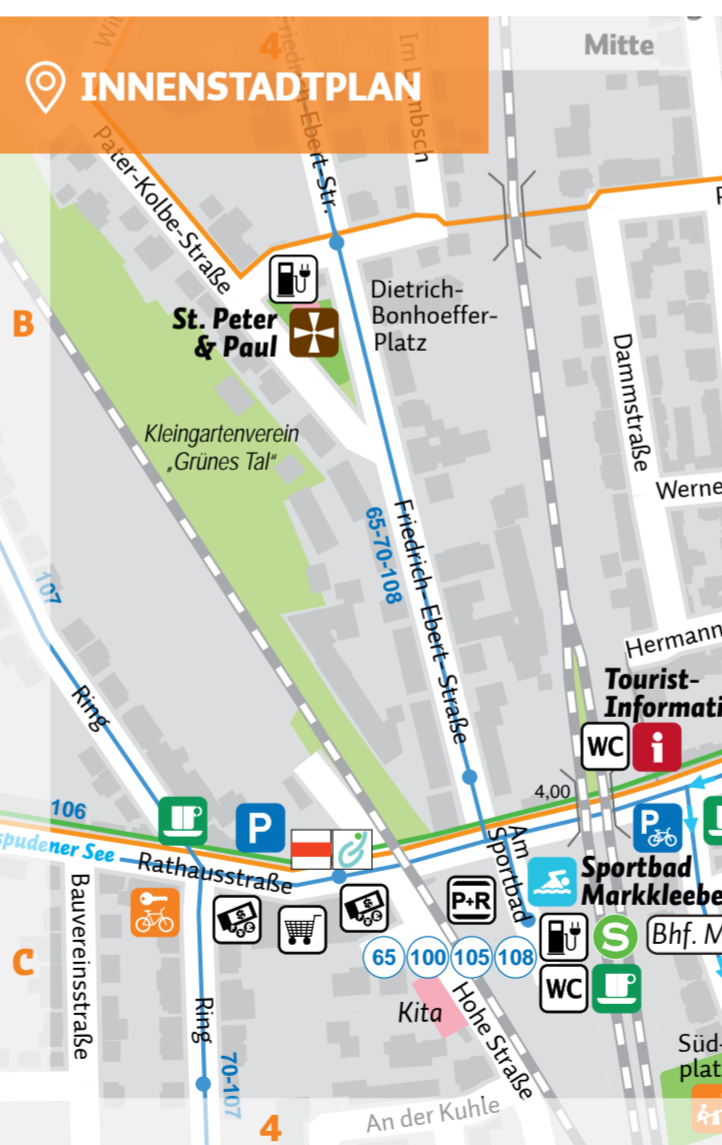 Mitte
4
INNENSTADTPLAN
Friedrich-Ebert-Str.
Pater-Kolbe-Straße
B
St. Peter
& Paul
Dietrich-
Bonhoeffer-
Platz
Dammstraße
Kleingartenverein
„Grünes Tal“
Werne
65-70-108
Friedrich-Ebert-Straße
107
Hermann
Ring
Tourist-
Informati
WC
i
4,00
106
P
P
spudener See
Rathausstraße
Am
Sportbad
Sportbad
Markkleebe
Bauvereinsstraße
P+R
S
Bhf. M
65
100
105
108
WC
C
Ring
Kita
Hohe Straße
70-107
Süd-
plat
An der Kuhle
4